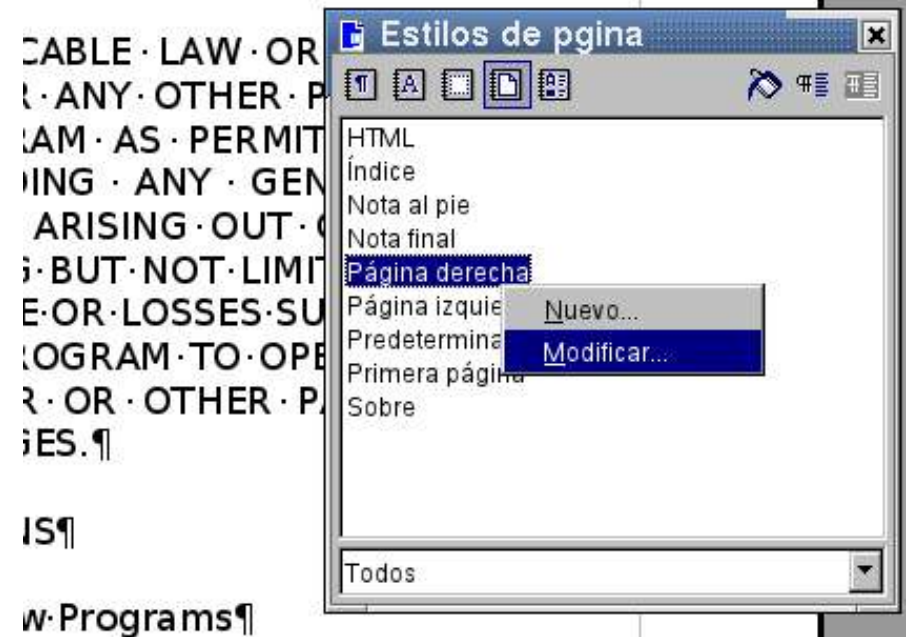 CABLE · LAW · OR
· ANY · OTHER · P
AM · AS · PERMIT
ING · ANY · GEN
ARISING · OUT ·
· BUT · NOT · LIMIT
E · OR · LOSSES · SU
OGRAM · TO · OPE
R · OR · OTHER · P
ES.¶
S¶
w · Programs¶
Estilos de pgina
HTML
Índice
Nota al pie
Nota final
Página derecha
Página izquie
Predetermina
Primera página
Sobre
Nuevo...
Modificar...
Todos